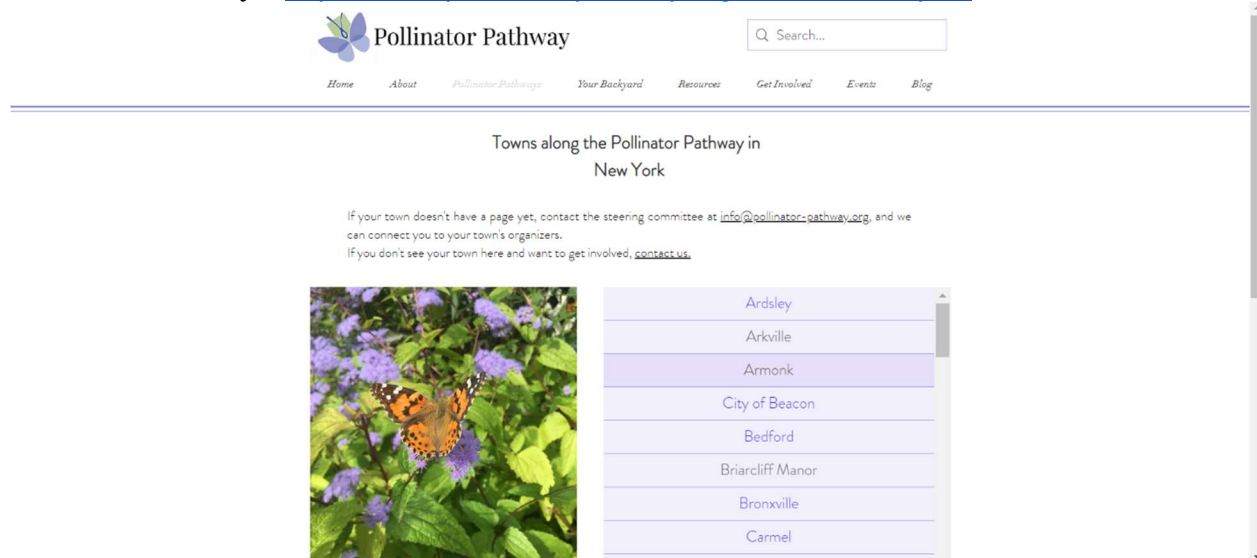 Pollinator Pathway
Search...
Home About Pollinator Pathways Your Backyard Resources Get Involved Events Blog
Towns along the Pollinator Pathway in
New York
If your town doesn't have a page yet, contact the steering committee at info@pollinator-pathway.org, and we
can connect you to your town's organizers.
If you don't see your town here and want to get involved, contact us.
Ardsley
Arkville
Armonk
City of Beacon
Bedford
Briarcliff Manor
Bronxville
Carmel